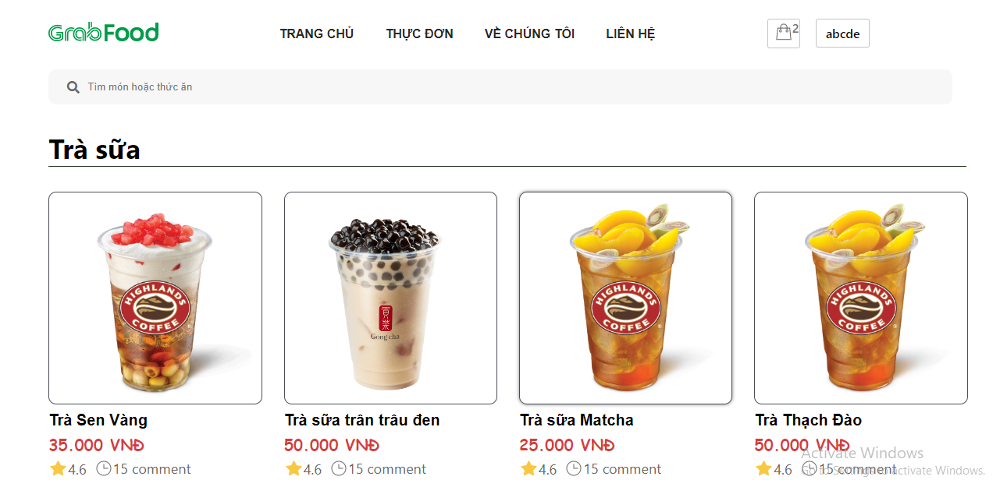 GrabFood TRANG CHỦ THỰC ĐƠN VỀ CHÚNG TÔI LIÊN HỆ 2 abcde
Tìm món hoặc thức ăn
Trà sữa
HIGHLANDS COFFEE
貢茶
Gong cha
HIGHLANDS COFFEE
HIGHLANDS COFFEE
Trà Sen Vàng Trà sữa trân trâu đen Trà sữa Matcha Trà Thạch Đào
35.000 VNĐ 50.000 VNĐ 25.000 VNĐ 50.000 VNĐ
Activate Windows
4.6 15 comment 4.6 15 comment 4.6 15 comment 4.6 15 comment
Go to Settings to activate Windows.